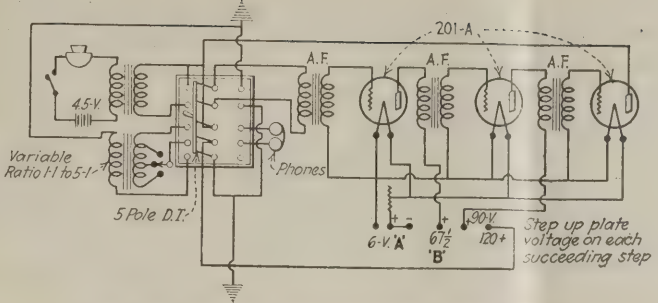 201-A
A.F.
A.F.
A.F.
4.5-V.
Variable
Ratio 1-1 to 5-1
5 Pole D.T.
Phones
6-V. "A"
+ -
+
67½
"B"
+90-V.
120+
Step up plate
voltage on each
succeeding step